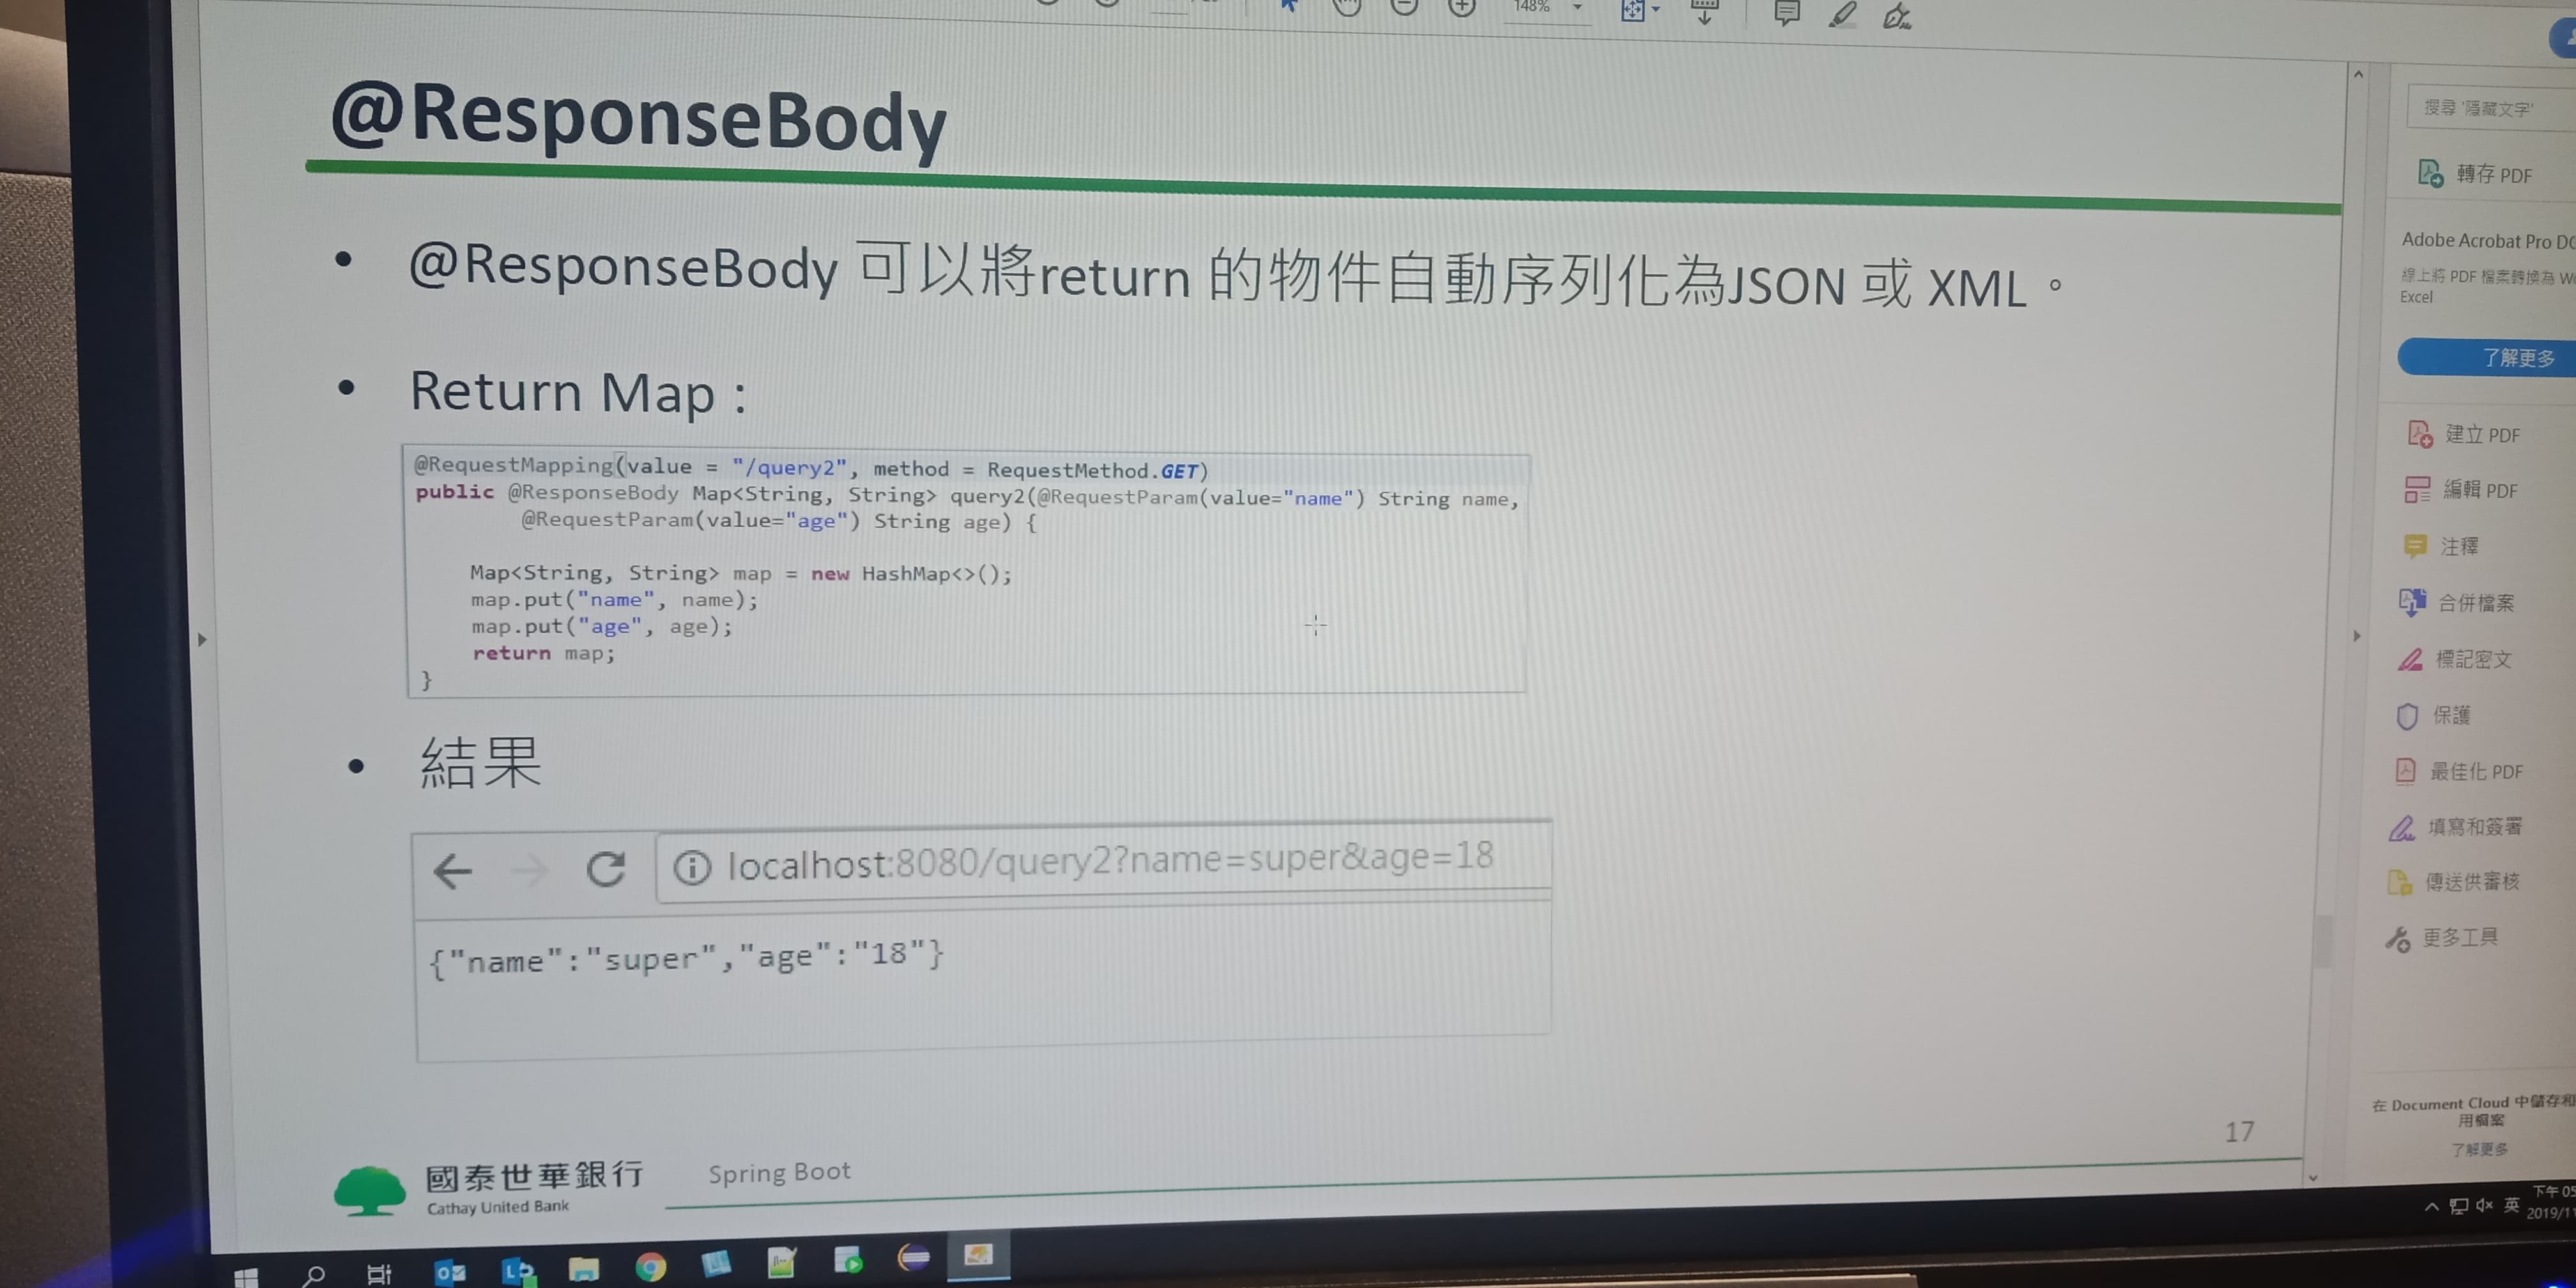 148%
@ResponseBody
• @ResponseBody 可以將return 的物件自動序列化為JSON 或 XML。
• Return Map :
@RequestMapping(value = "/query2", method = RequestMethod.GET)
public @ResponseBody Map<String, String> query2(@RequestParam(value="name") String name,
@RequestParam(value="age") String age) {
Map<String, String> map = new HashMap<>();
map.put("name", name);
map.put("age", age);
return map;
}
• 結果
localhost:8080/query2?name=super&age=18
{"name":"super","age":"18"}
國泰世華銀行
Cathay United Bank
Spring Boot
17
搜尋 '隱藏文字'
轉存 PDF
Adobe Acrobat Pro DC
線上將 PDF 檔案轉換為
Excel
了解更多
建立 PDF
編輯 PDF
注釋
合併檔案
標記密文
保護
最佳化 PDF
填寫和簽署
傳送供審核
更多工具
在 Document Cloud 中儲存和
用檔案
了解更多
英
下午 05
2019/11